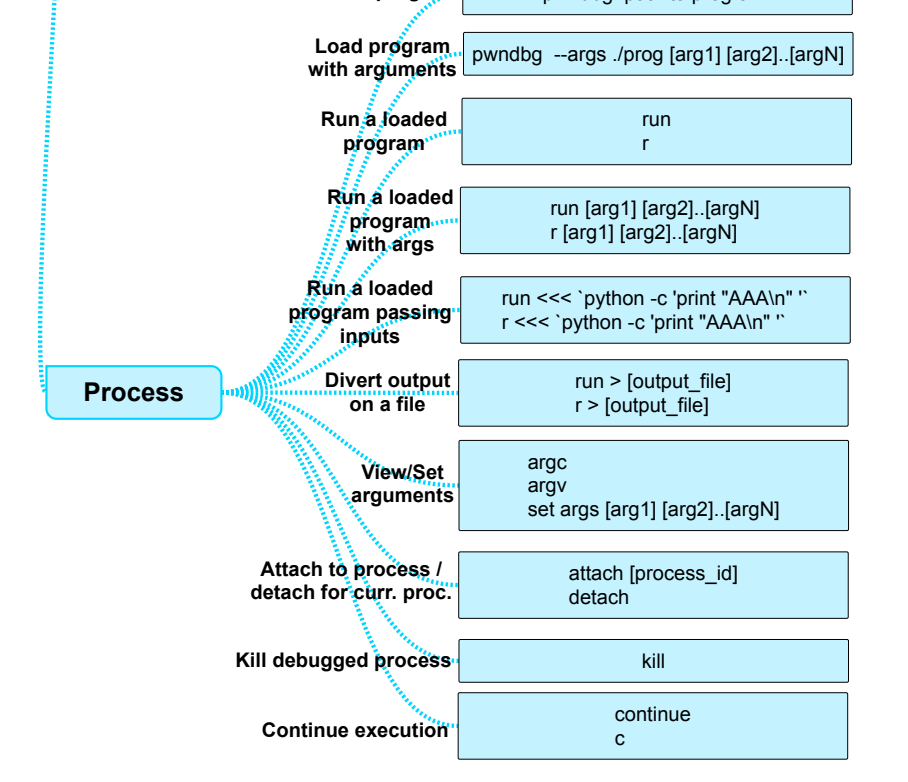 Load program
with arguments
pwndbg --args ./prog [arg1] [arg2]..[argN]
Run a loaded
program
run
r
Run a loaded
program
with args
run [arg1] [arg2]..[argN]
r [arg1] [arg2]..[argN]
Run a loaded
program passing
inputs
run <<< `python -c 'print "AAA\n" '`
r <<< `python -c 'print "AAA\n" '`
Process
Divert output
on a file
run > [output_file]
r > [output_file]
View/Set
arguments
argc
argv
set args [arg1] [arg2]..[argN]
Attach to process /
detach for curr. proc.
attach [process_id]
detach
Kill debugged process
kill
Continue execution
continue
c